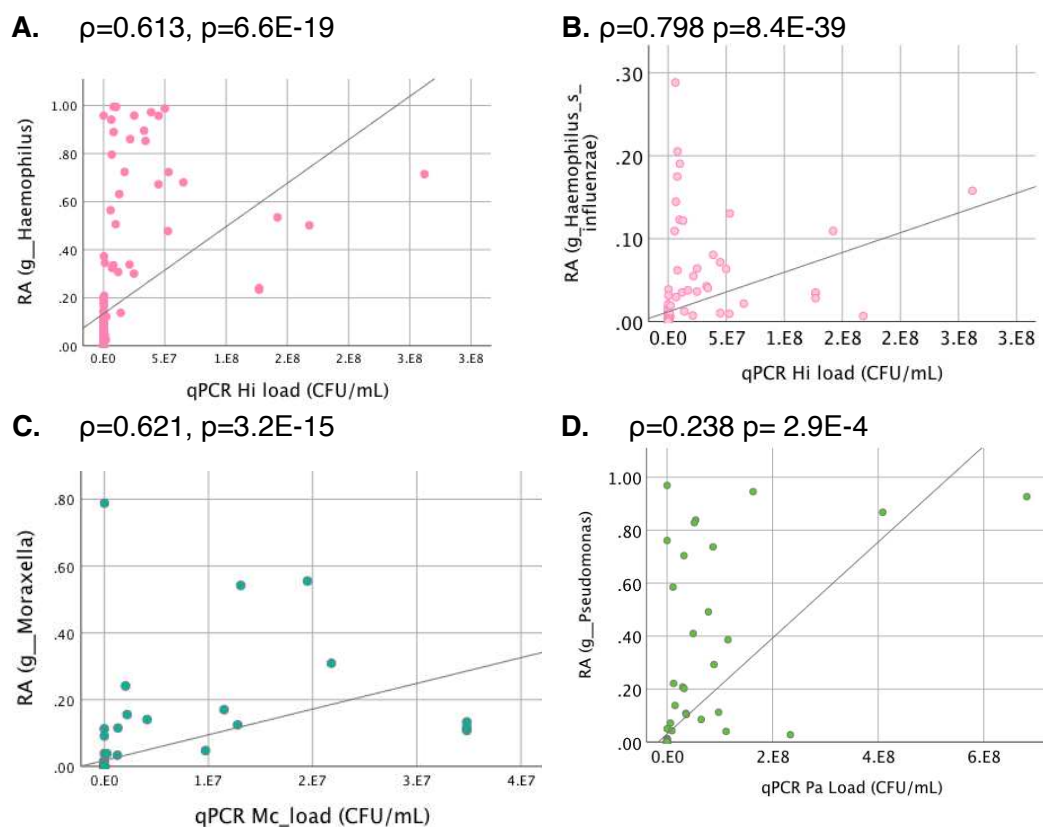 A. ρ=0.613, p=6.6E-19
RA (g__Haemophilus)
1.00
.80
.60
.40
.20
.00
0.E0 5.E7 1.E8 2.E8 2.E8 3.E8 3.E8
qPCR Hi load (CFU/mL)
B. ρ=0.798 p=8.4E-39
RA (g_Haemophilus_s_
influenzae)
.30
.20
.10
.00
0.E0 5.E7 1.E8 2.E8 2.E8 3.E8 3.E8
qPCR Hi load (CFU/mL)
C. ρ=0.621, p=3.2E-15
RA (g__Moraxella)
.80
.60
.40
.20
.00
0.E0 1.E7 2.E7 3.E7 4.E7
qPCR Mc_load (CFU/mL)
D. ρ=0.238 p= 2.9E-4
RA (g__Pseudomonas)
1.00
.80
.60
.40
.20
.00
0.E0 2.E8 4.E8 6.E8
qPCR Pa Load (CFU/mL)